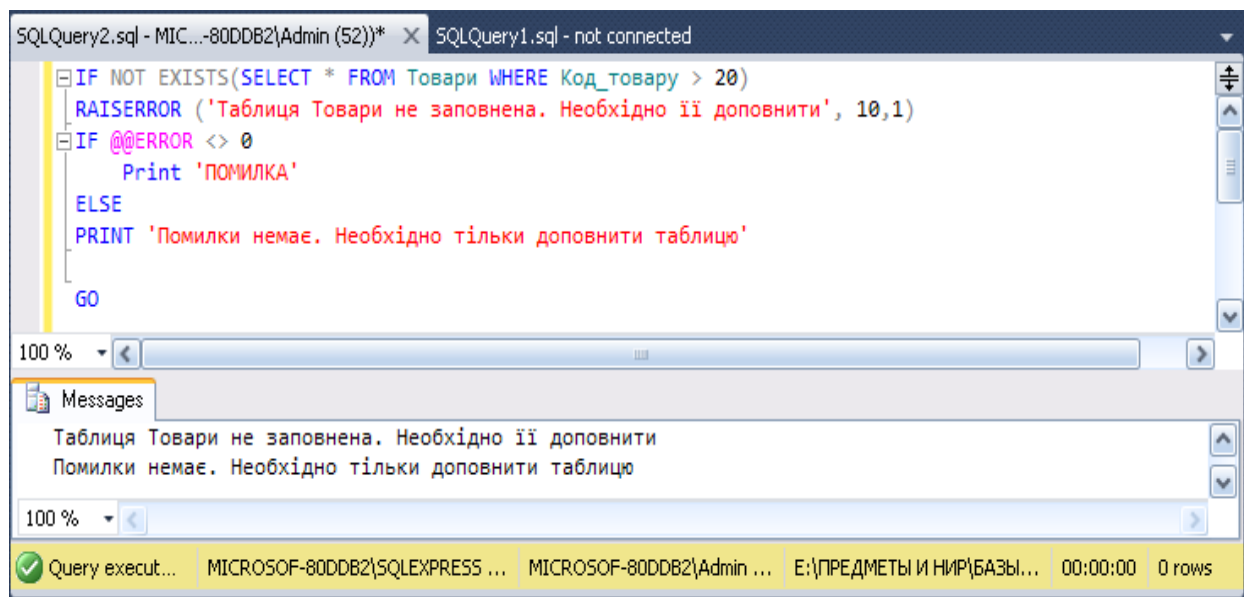 SQLQuery2.sql - MIC...-80DDB2\Admin (52))* SQLQuery1.sql - not connected
IF NOT EXISTS(SELECT * FROM Товари WHERE Код_товару > 20)
RAISERROR ('Таблиця Товари не заповнена. Необхідно її доповнити', 10,1)
IF @@ERROR <> 0
Print 'ПОМИЛКА'
ELSE
PRINT 'Помилки немає. Необхідно тільки доповнити таблицю'
GO
100 %
Messages
Таблиця Товари не заповнена. Необхідно її доповнити
Помилки немає. Необхідно тільки доповнити таблицю
100 %
Query execut... MICROSOF-80DDB2\SQLEXPRESS ... MICROSOF-80DDB2\Admin ... E:\ПРЕДМЕТЫ И НИР\БАЗЫ... 00:00:00 0 rows